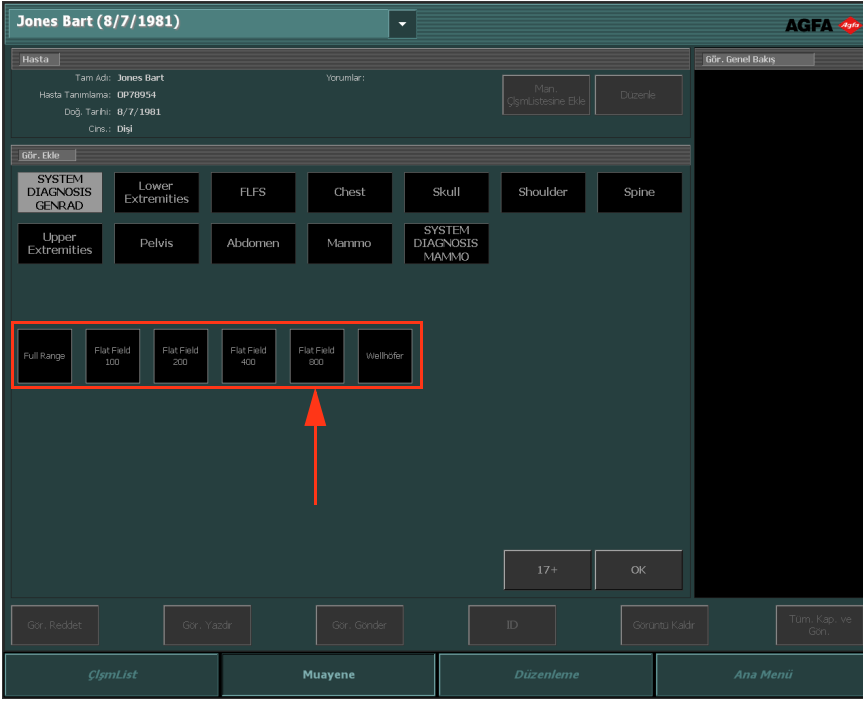 Jones Bart (8/7/1981)
AGFA Agfa
Hasta
Gör. Genel Bakış
Tam Adı: Jones Bart
Yorumlar:
Hasta Tanımlama: OP78954
Doğ. Tarihi: 8/7/1981
Cins.: Dişi
Man.
ÇlşmListesine Ekle
Düzenle
Gör. Ekle
SYSTEM
DIAGNOSIS
GENRAD
Lower
Extremities
FLFS
Chest
Skull
Shoulder
Spine
Upper
Extremities
Pelvis
Abdomen
Mammo
SYSTEM
DIAGNOSIS
MAMMO
Full Range
Flat Field
100
Flat Field
200
Flat Field
400
Flat Field
800
Wellhöfer
17+
OK
Gör. Reddet
Gör. Yazdır
Gör. Gönder
ID
Görüntü Kaldır
Tüm. Kap. ve
Gön.
ÇlşmList
Muayene
Düzenleme
Ana Menü